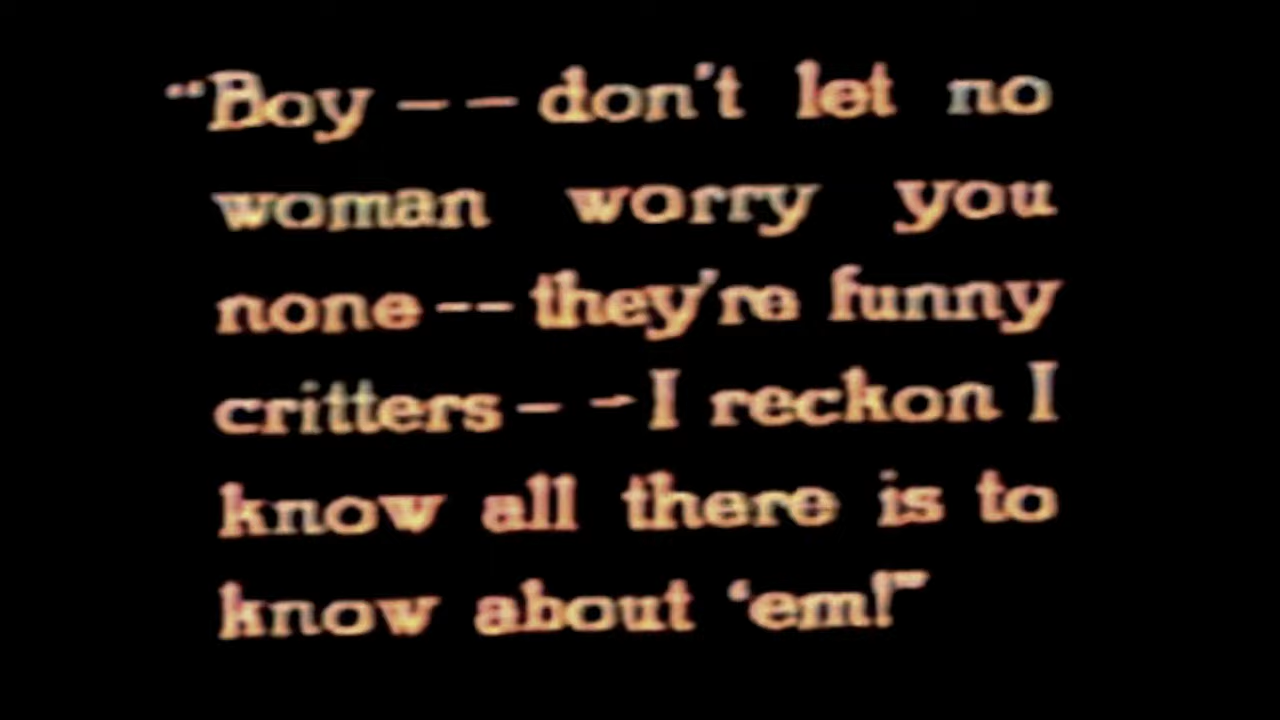 "Boy -- don't let no
woman worry you
none -- they're funny
critters -- I reckon I
know all there is to
know about 'em!"